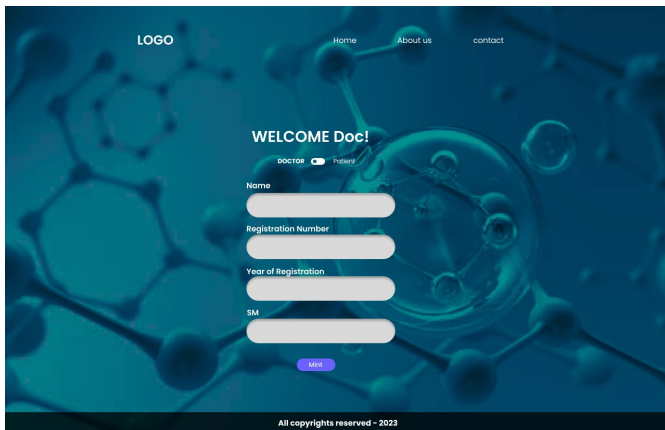 LOGO
Home About us contact
WELCOME Doc!
DOCTOR Patient
Name
Registration Number
Year of Registration
SM
Mint
All copyrights reserved - 2023